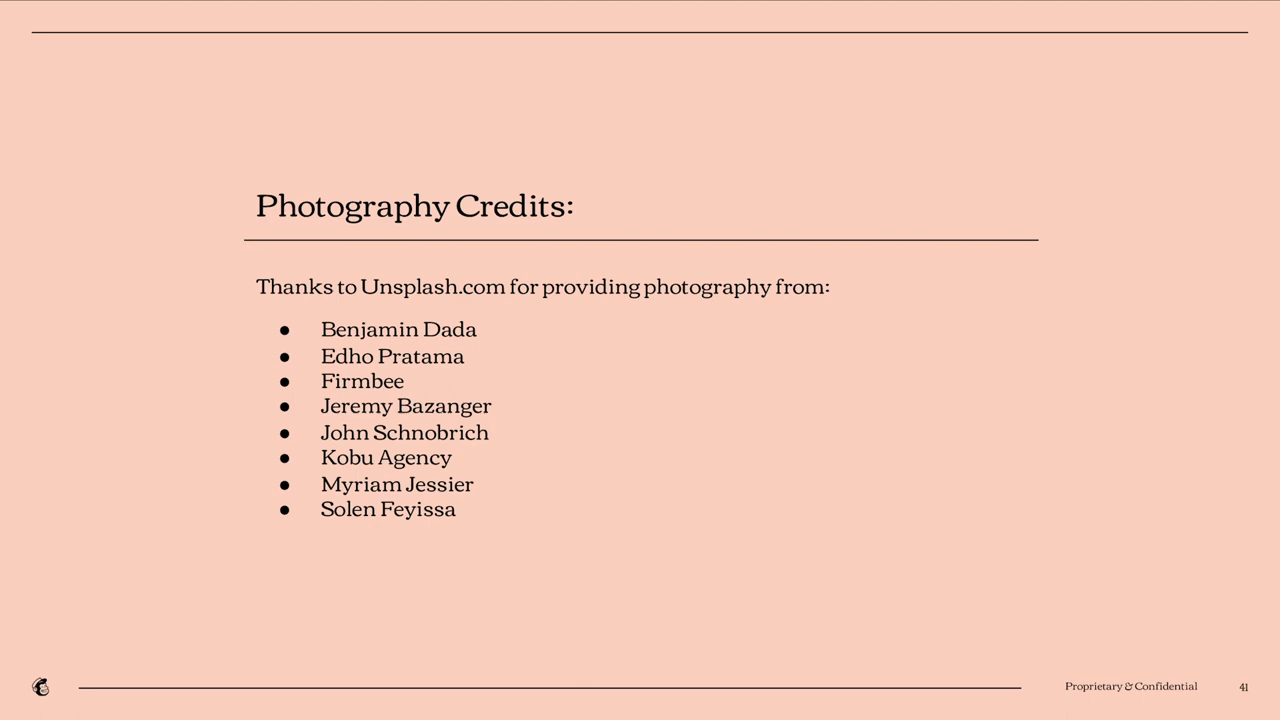 Photography Credits:
Thanks to Unsplash.com for providing photography from:
● Benjamin Dada
● Edho Pratama
● Firmbee
● Jeremy Bazanger
● John Schnobrich
● Kobu Agency
● Myriam Jessier
● Solen Feyissa
Proprietary & Confidential 41